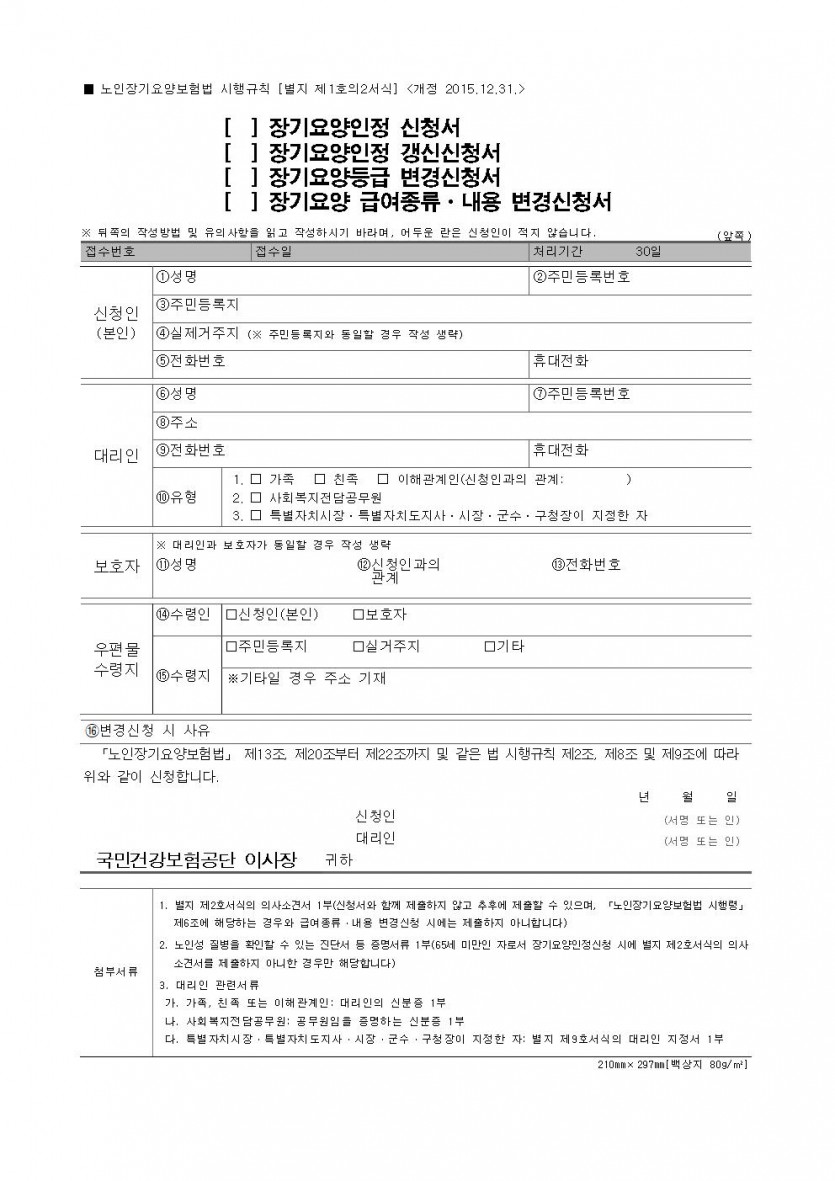 ■ 노인장기요양보험법 시행규칙 [별지 제1호의2서식] <개정 2015.12.31.>
[ ] 장기요양인정 신청서
[ ] 장기요양인정 갱신신청서
[ ] 장기요양등급 변경신청서
[ ] 장기요양 급여종류·내용 변경신청서
※ 뒤쪽의 작성방법 및 유의사항을 읽고 작성하시기 바라며, 어두운 란은 신청인이 적지 않습니다. (앞쪽)
접수번호 접수일 처리기간 30일
신청인
(본인)
①성명 ②주민등록번호
③주민등록지
④실제거주지 (※ 주민등록지와 동일할 경우 작성 생략)
⑤전화번호 휴대전화
대리인
⑥성명 ⑦주민등록번호
⑧주소
⑨전화번호 휴대전화
⑩유형
1. □ 가족 □ 친족 □ 이해관계인(신청인과의 관계: )
2. □ 사회복지전담공무원
3. □ 특별자치시장·특별자치도지사·시장·군수·구청장이 지정한 자
보호자
※ 대리인과 보호자가 동일할 경우 작성 생략
⑪성명 ⑫신청인과의 ⑬전화번호
관계
우편물
수령지
⑭수령인 □신청인(본인) □보호자
⑮수령지
□주민등록지 □실거주지 □기타
※기타일 경우 주소 기재
⑯변경신청 시 사유
「노인장기요양보험법」 제13조, 제20조부터 제22조까지 및 같은 법 시행규칙 제2조, 제8조 및 제9조에 따라
위와 같이 신청합니다.
년 월 일
신청인 (서명 또는 인)
대리인 (서명 또는 인)
국민건강보험공단 이사장 귀하
첨부서류
1. 별지 제2호서식의 의사소견서 1부(신청서와 함께 제출하지 않고 추후에 제출할 수 있으며, 「노인장기요양보험법 시행령」
제6조에 해당하는 경우와 급여종류·내용 변경신청 시에는 제출하지 아니합니다)
2. 노인성 질병을 확인할 수 있는 진단서 등 증명서류 1부(65세 미만인 자로서 장기요양인정신청 시에 별지 제2호서식의 의사
소견서를 제출하지 아니한 경우만 해당합니다)
3. 대리인 관련서류
가. 가족, 친족 또는 이해관계인: 대리인의 신분증 1부
나. 사회복지전담공무원: 공무원임을 증명하는 신분증 1부
다. 특별자치시장·특별자치도지사·시장·군수·구청장이 지정한 자: 별지 제9호서식의 대리인 지정서 1부
210mm×297mm[백상지 80g/㎡]